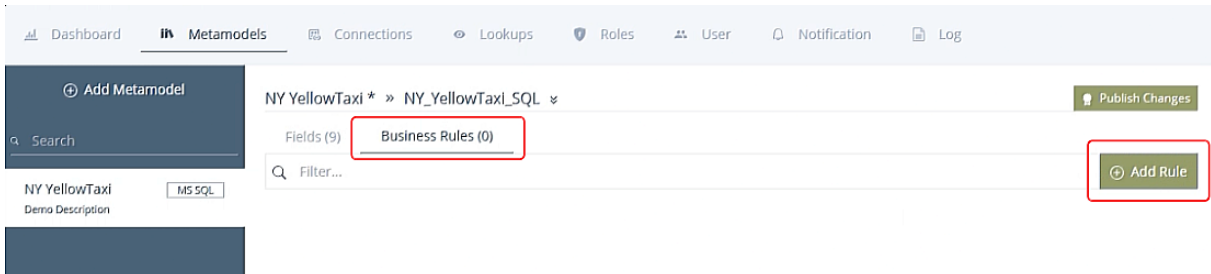 Dashboard Metamodels Connections Lookups Roles User Notification Log
Add Metamodel
Search
NY YellowTaxi MS SQL
Demo Description
NY YellowTaxi * » NY_YellowTaxi_SQL
Publish Changes
Fields (9) Business Rules (0)
Filter...
Add Rule